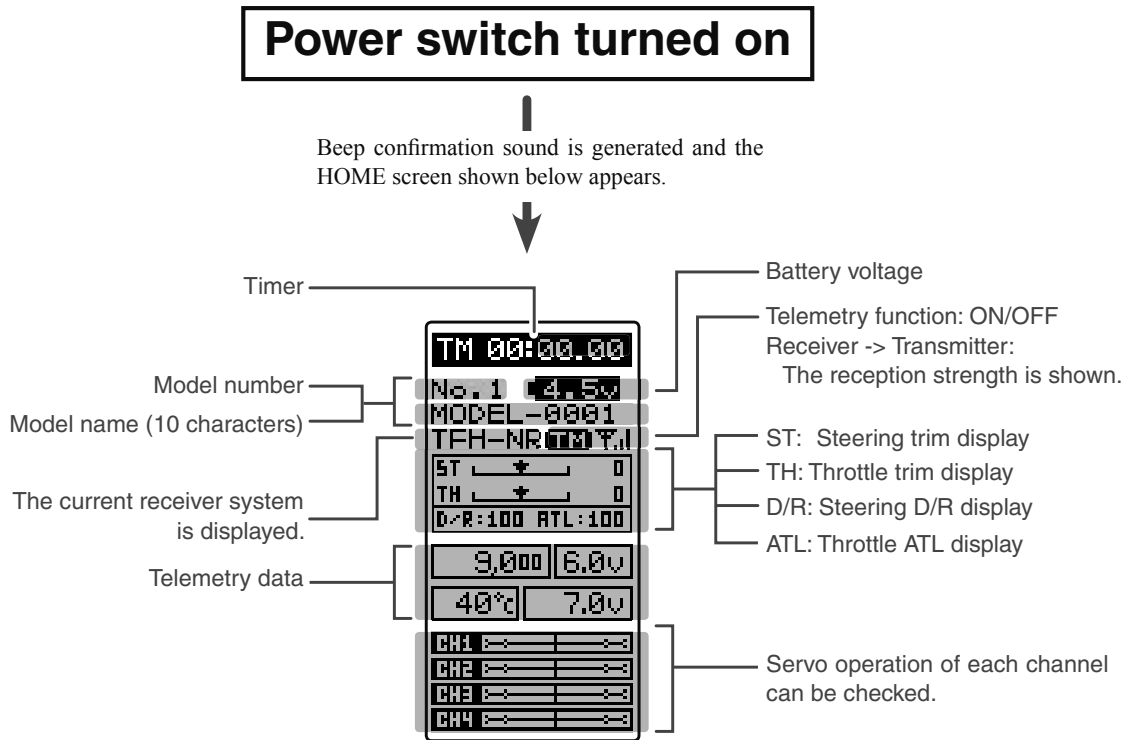 Power switch turned on
Beep confirmation sound is generated and the
HOME screen shown below appears.
Timer
Battery voltage
Telemetry function: ON/OFF
Receiver -> Transmitter:
The reception strength is shown.
Model number
Model name (10 characters)
The current receiver system
is displayed.
Telemetry data
TM 00:00.00
No. 1 4.5v
MODEL-0001
TFH-NR TM
ST 0
TH 0
D/R:100 ATL:100
9,000 6.0v
40°c 7.0v
CH1
CH2
CH3
CH4
ST: Steering trim display
TH: Throttle trim display
D/R: Steering D/R display
ATL: Throttle ATL display
Servo operation of each channel
can be checked.